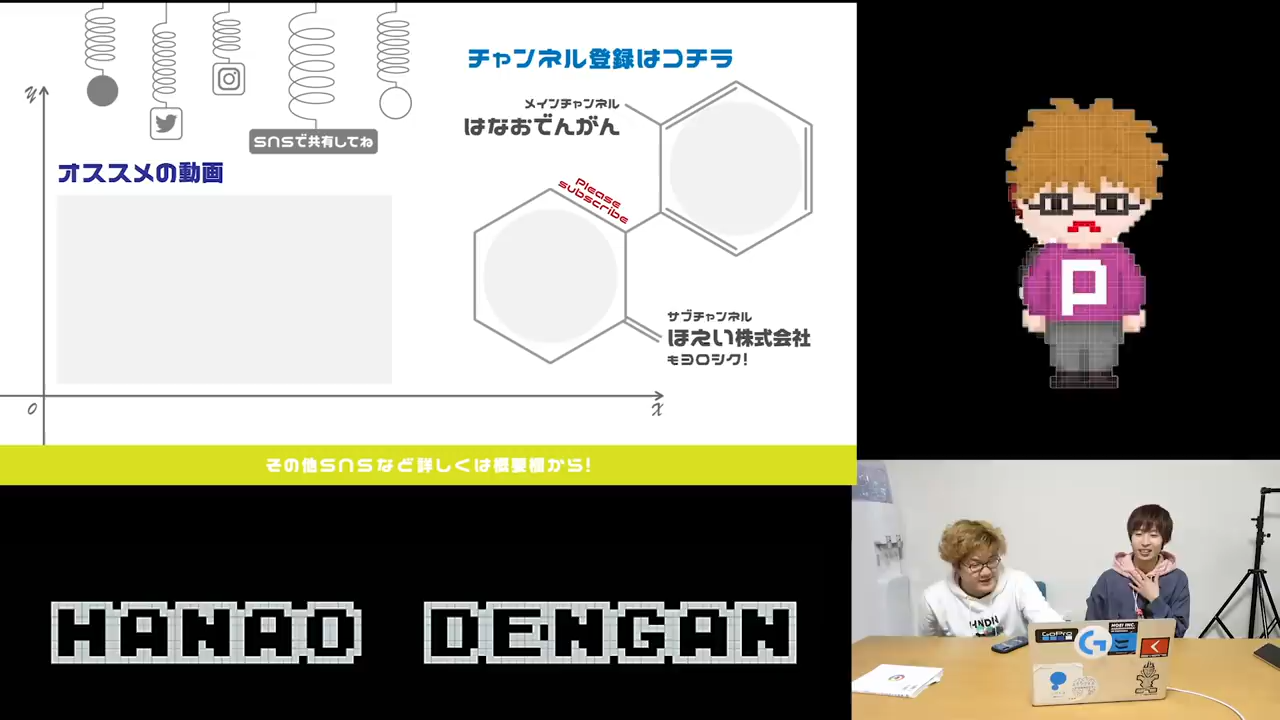 チャンネル登録はコチラ
y
メインチャンネル
はなおでんがん
SNSで共有してね
オススメの動画
Please
subscribe
サブチャンネル
ほえい株式会社
もヨロシク!
0
x
その他SNSなど詳しくは概要欄から!
P
HANAO DENGAN
GoPro
G